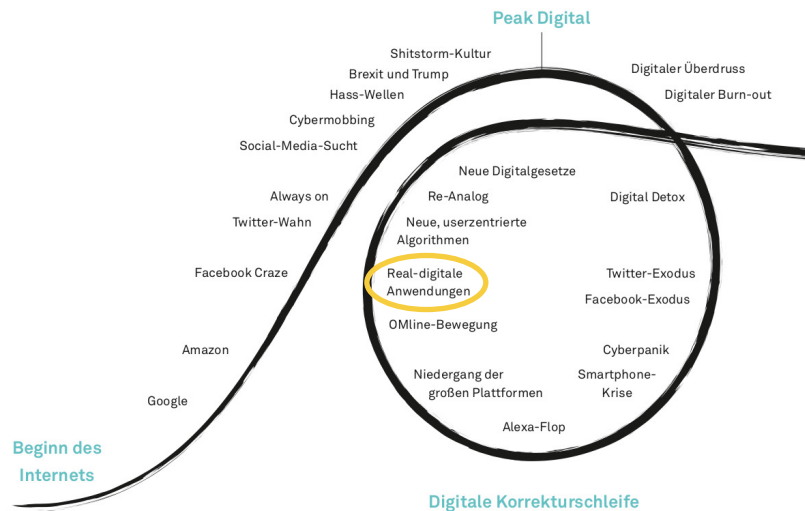 Peak Digital
Shitstorm-Kultur
Brexit und Trump
Hass-Wellen
Cybermobbing
Social-Media-Sucht
Always on
Twitter-Wahn
Facebook Craze
Amazon
Google
Beginn des
Internets
Digitaler Überdruss
Digitaler Burn-out
Digital Detox
Twitter-Exodus
Facebook-Exodus
Cyberpanik
Smartphone-
Krise
Alexa-Flop
Niedergang der
großen Plattformen
OMline-Bewegung
Real-digitale
Anwendungen
Neue, userzentrierte
Algorithmen
Re-Analog
Neue Digitalgesetze
Digitale Korrekturschleife